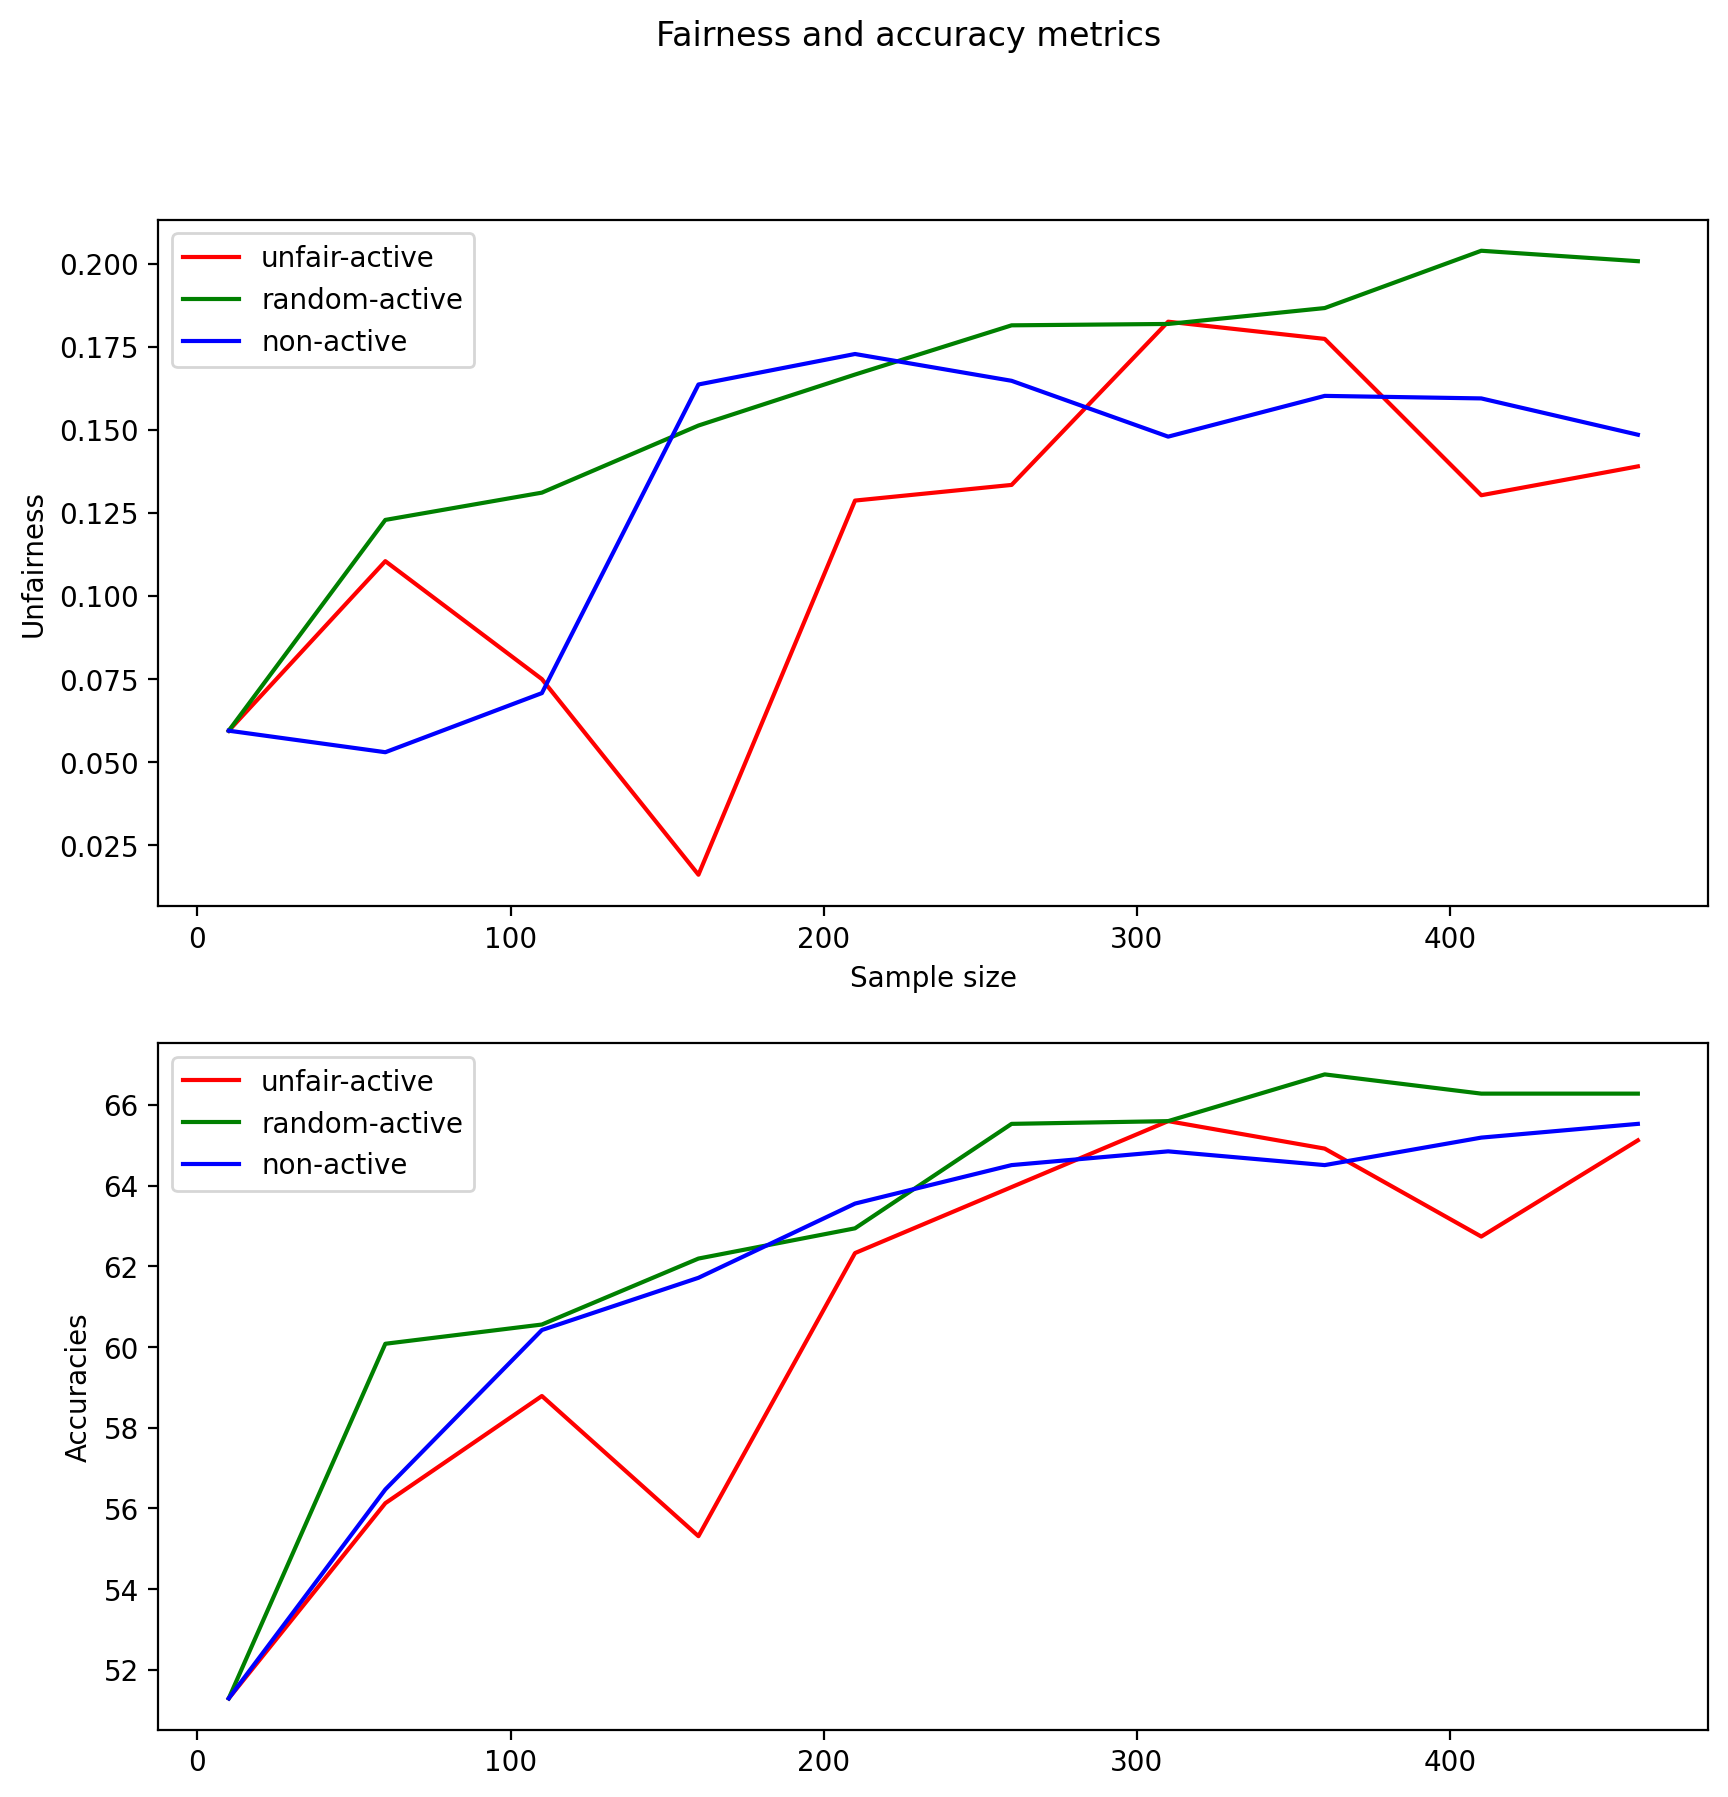 Fairness and accuracy metrics
unfair-active
random-active
non-active
0.200
0.175
0.150
0.125
0.100
0.075
0.050
0.025
Unfairness
0 100 200 300 400
Sample size
unfair-active
random-active
non-active
66
64
62
60
58
56
54
52
Accuracies
0 100 200 300 400